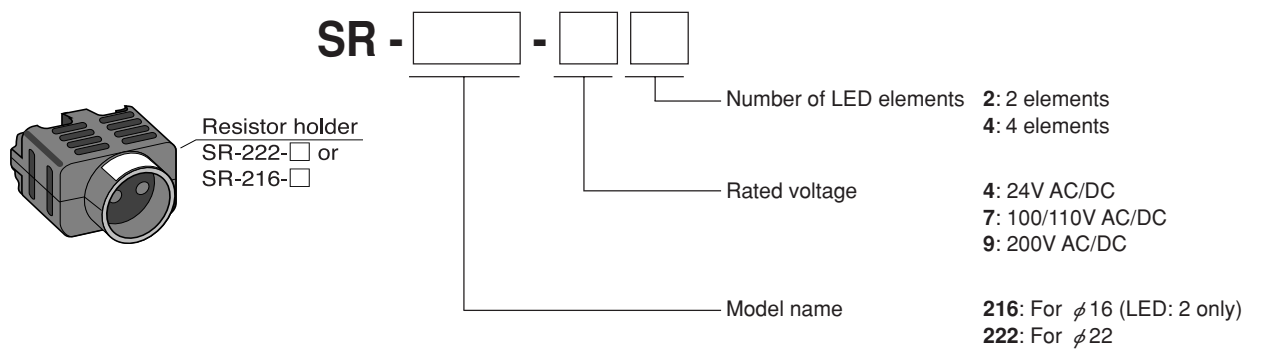 SR - □ - □ □
Resistor holder
SR-222-□ or
SR-216-□
Number of LED elements 2: 2 elements
4: 4 elements
Rated voltage 4: 24V AC/DC
7: 100/110V AC/DC
9: 200V AC/DC
Model name 216: For ϕ16 (LED: 2 only)
222: For ϕ22